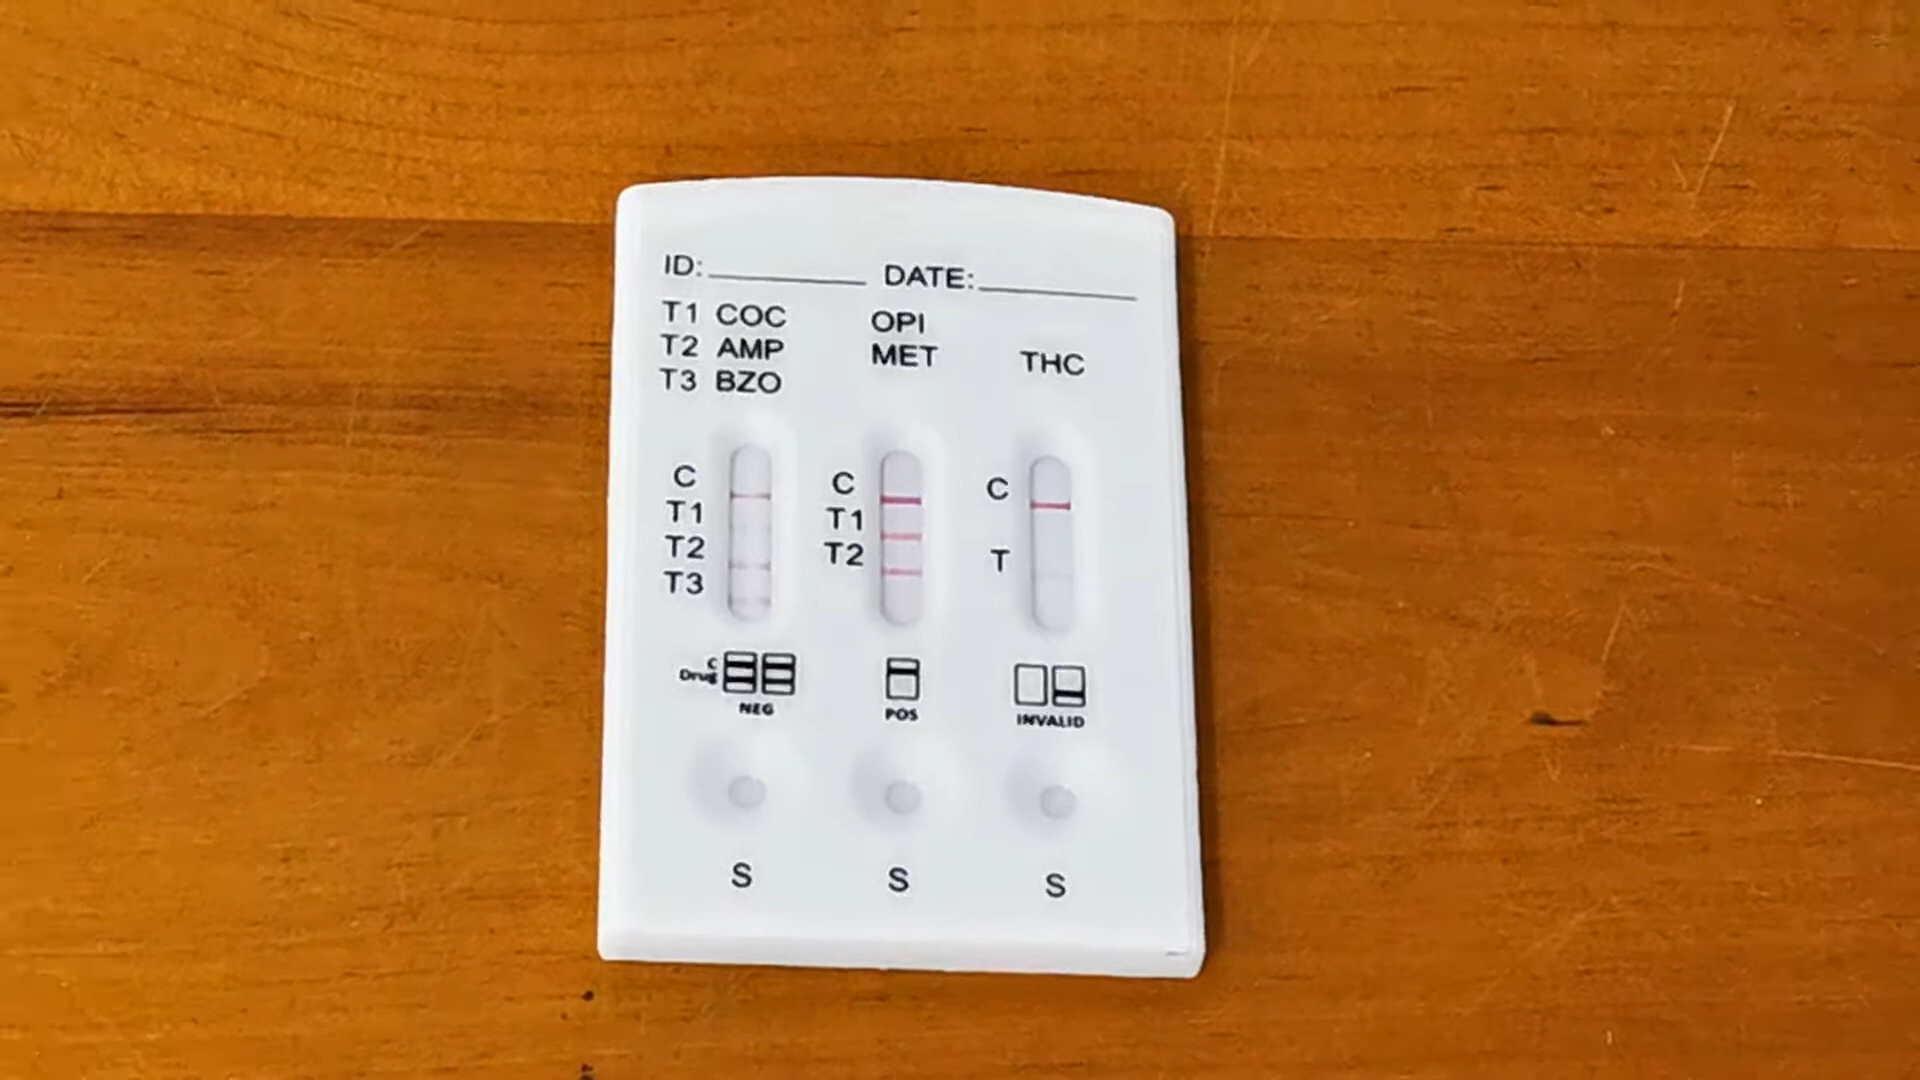 ID: DATE:
T1 COC OPI
T2 AMP MET THC
T3 BZO
C C C
T1 T1
T2 T2 T
T3
C
Drug
NEG POS INVALID
S S S